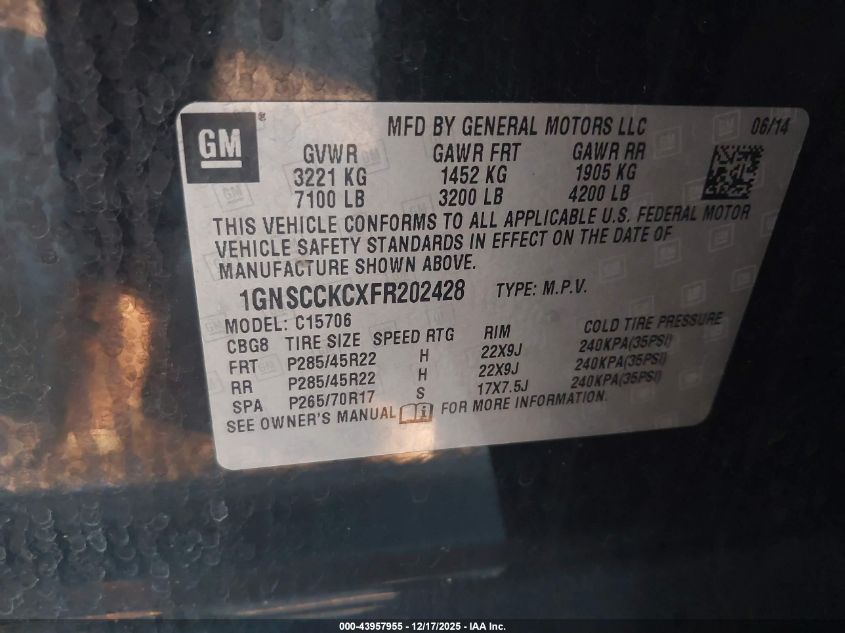 GM®
MFD BY GENERAL MOTORS LLC 06/14
GVWR GAWR FRT GAWR RR
3221 KG 1452 KG 1905 KG
7100 LB 3200 LB 4200 LB
THIS VEHICLE CONFORMS TO ALL APPLICABLE U.S. FEDERAL MOTOR
VEHICLE SAFETY STANDARDS IN EFFECT ON THE DATE OF
MANUFACTURE SHOWN ABOVE.
1GNSCCKCXFR202428 TYPE: M.P.V.
MODEL: C15706
CBG8 TIRE SIZE SPEED RTG RIM COLD TIRE PRESSURE
FRT P285/45R22 H 22X9J 240KPA(35PSI)
RR P285/45R22 H 22X9J 240KPA(35PSI)
SPA P265/70R17 S 17X7.5J 240KPA(35PSI)
SEE OWNER'S MANUAL FOR MORE INFORMATION.
000-43957955 - 12/17/2025 - IAA Inc.